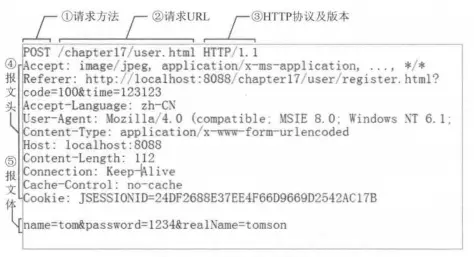 ①请求方法 ②请求URL ③HTTP协议及版本
POST /chapter17/user.html HTTP/1.1
④报文头
Accept: image/jpeg, application/x-ms-application, ..., */*
Referer: http://localhost:8088/chapter17/user/register.html?
code=100&time=123123
Accept-Language: zh-CN
User-Agent: Mozilla/4.0 (compatible; MSIE 8.0; Windows NT 6.1;
Content-Type: application/x-www-form-urlencoded
Host: localhost:8088
Content-Length: 112
Connection: Keep-Alive
Cache-Control: no-cache
Cookie: JSESSIONID=24DF2688E37EE4F66D9669D2542AC17B
⑤报文体
name=tom&password=1234&realName=tomson